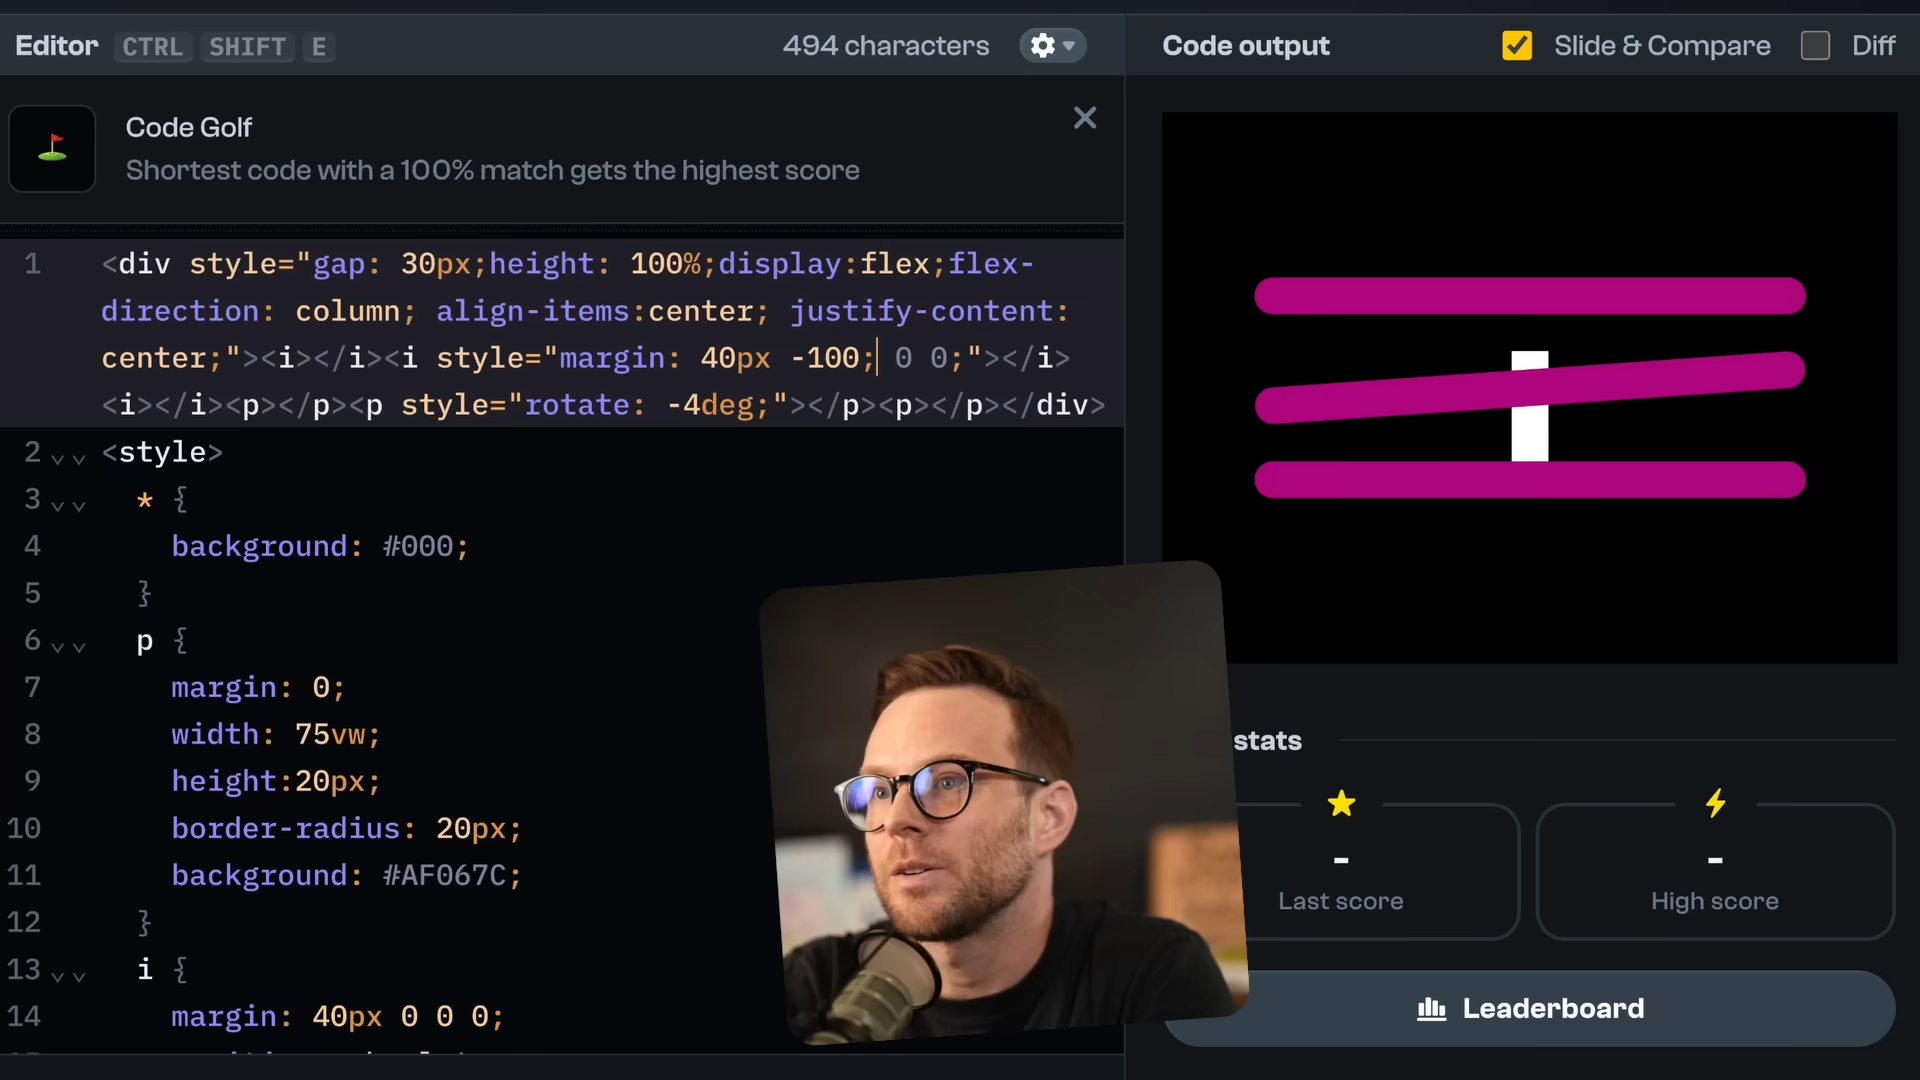 Editor CTRL SHIFT E 494 characters
Code Golf
Shortest code with a 100% match gets the highest score
1 <div style="gap: 30px;height: 100%;display:flex;flex-
direction: column; align-items:center; justify-content:
center;"><i></i><i style="margin: 40px -100; 0 0;"></i>
<i></i><p></p><p style="rotate: -4deg;"></p><p></p></div>
2 <style>
3 * {
4 background: #000;
5 }
6 p {
7 margin: 0;
8 width: 75vw;
9 height:20px;
10 border-radius: 20px;
11 background: #AF067C;
12 }
13 i {
14 margin: 40px 0 0 0;
Code output Slide & Compare Diff
stats
-
Last score
-
High score
Leaderboard